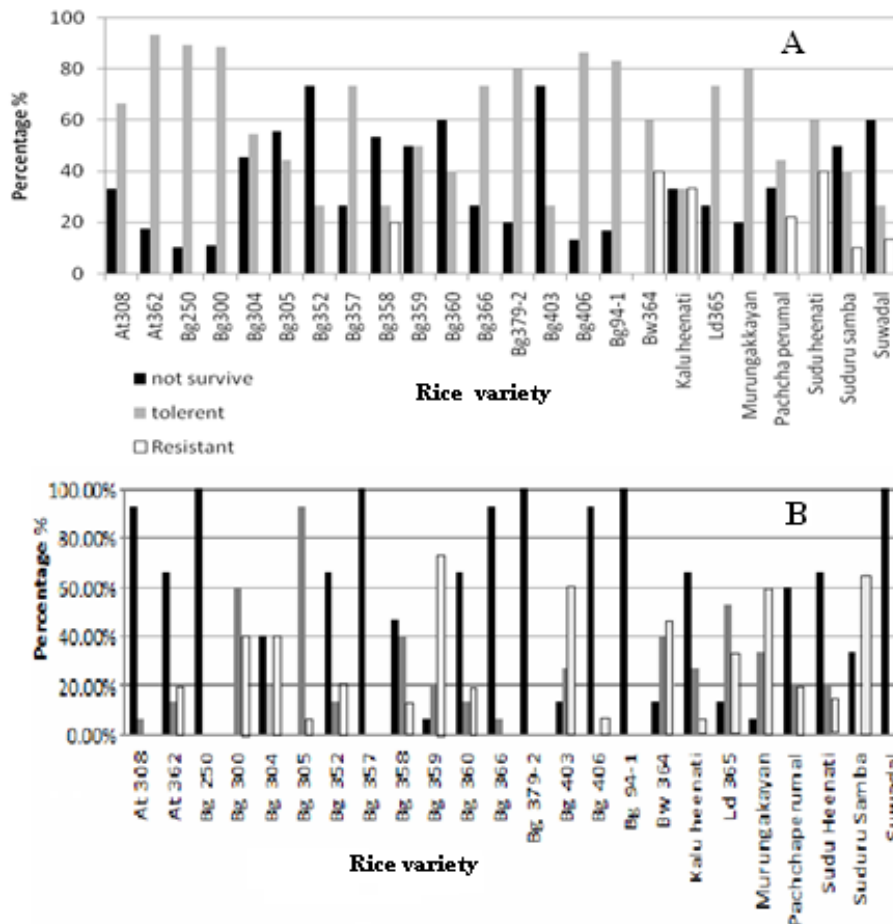 A
Percentage %
100
80
60
40
20
0
At308
At362
Bg250
Bg300
Bg304
Bg305
Bg352
Bg357
Bg358
Bg359
Bg360
Bg366
Bg379-2
Bg403
Bg406
Bg94-1
Bw364
Kalu heenati
Ld365
Murungakkayan
Pachcha perumal
Sudu heenati
Suduru samba
Suwadal
Rice variety
not survive
tolerent
Resistant
B
Percentage %
100.00%
80.00%
60.00%
40.00%
20.00%
0.00%
At 308
At 362
Bg 250
Bg 300
Bg 304
Bg 305
Bg 352
Bg 357
Bg 358
Bg 359
Bg 360
Bg 366
Bg 379-2
Bg 403
Bg 406
Bg 94-1
Bw 364
Kalu heenati
Ld 365
Murungakayan
Pachchaperumal
Sudu Heenati
Suduru Samba
Suwadal
Rice variety